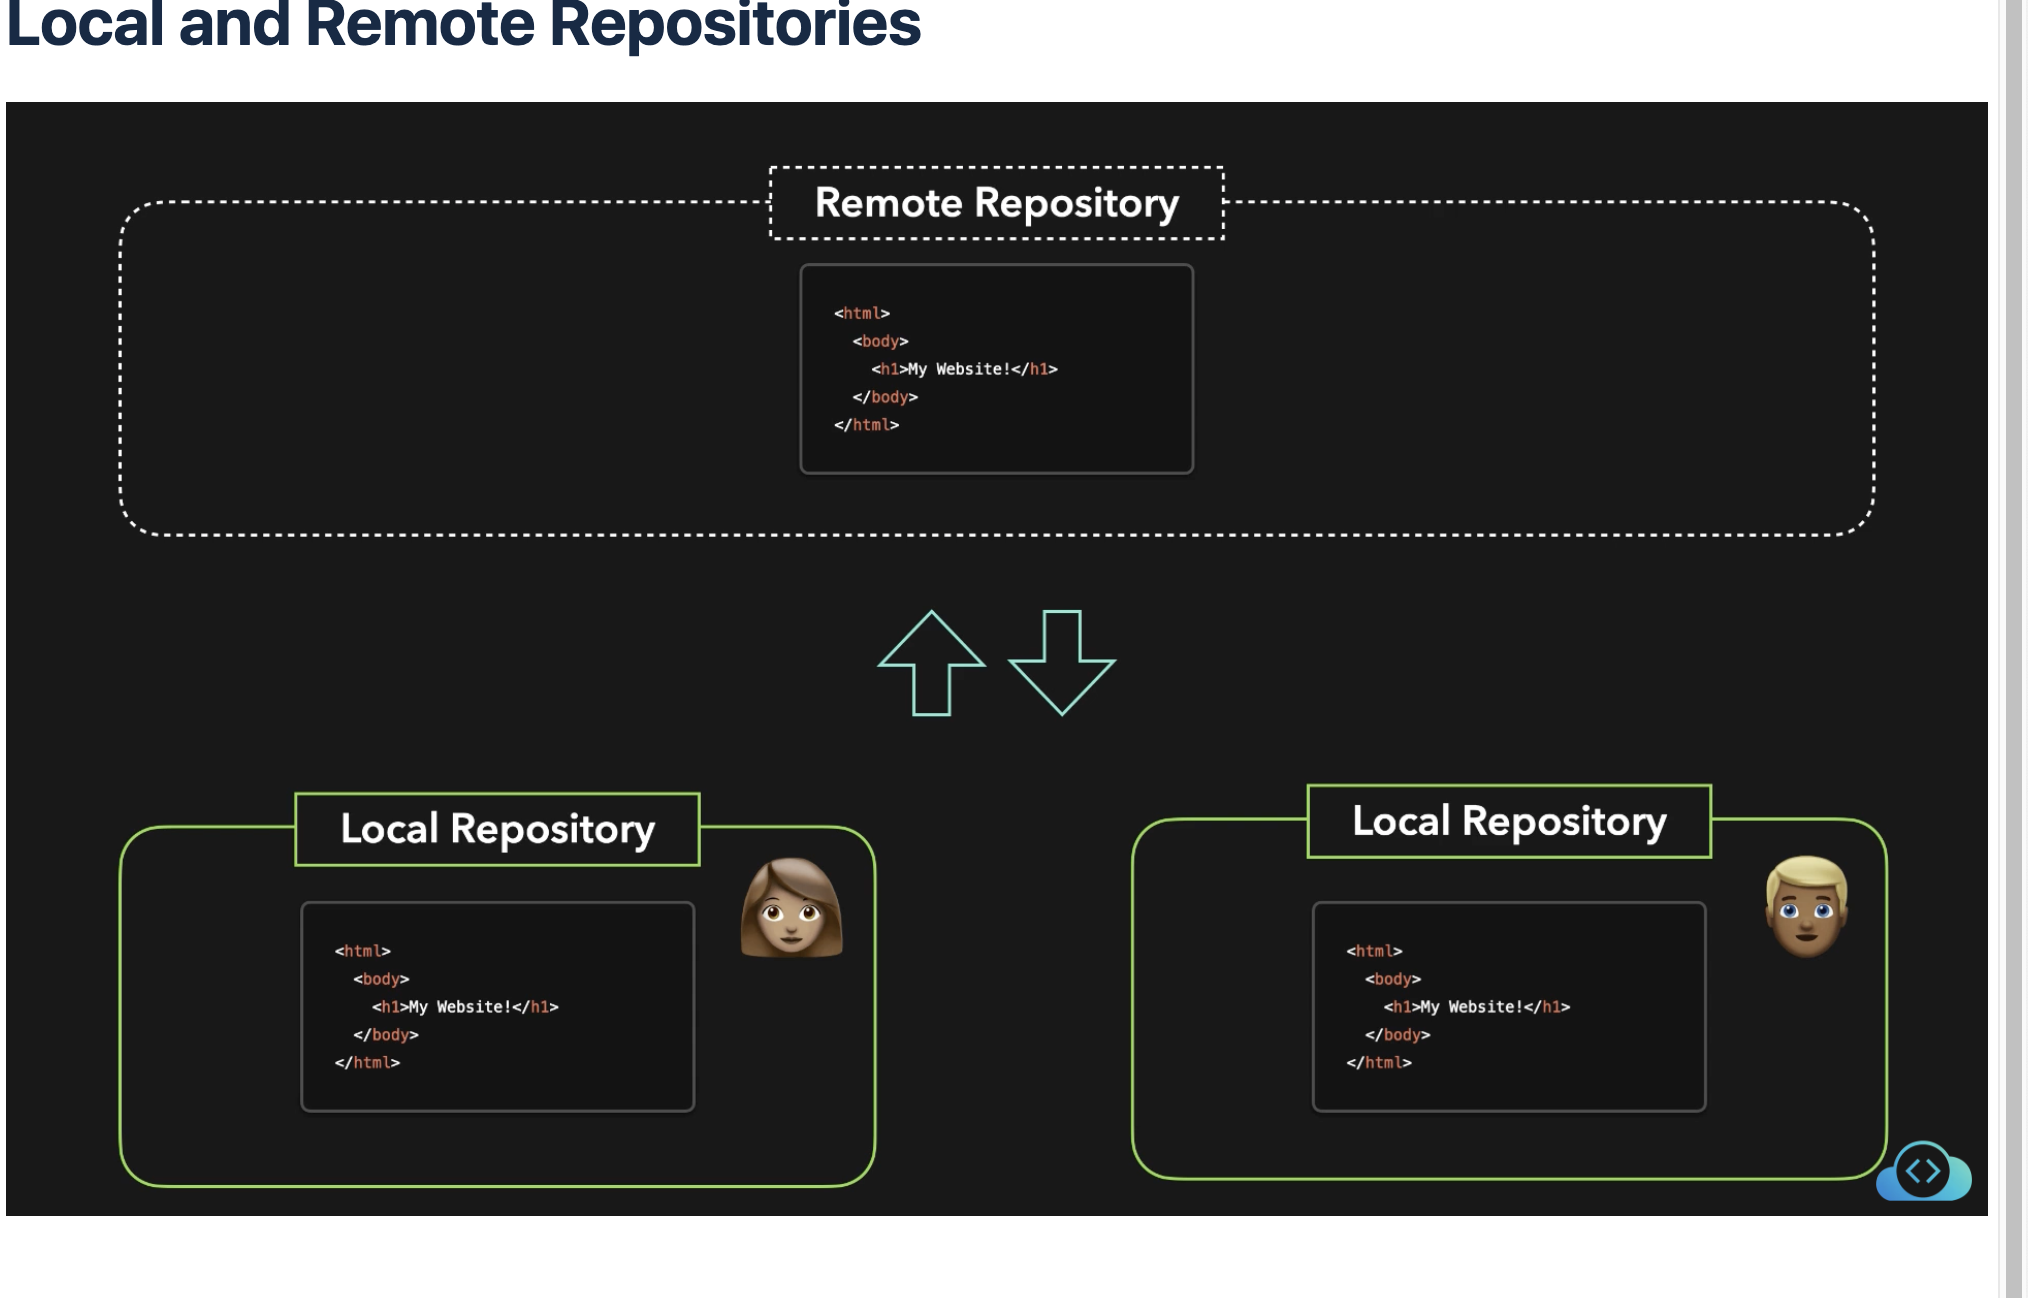 Local and Remote Repositories
Remote Repository
<html>
<body>
<h1>My Website!</h1>
</body>
</html>
Local Repository
<html>
<body>
<h1>My Website!</h1>
</body>
</html>
Local Repository
<html>
<body>
<h1>My Website!</h1>
</body>
</html>